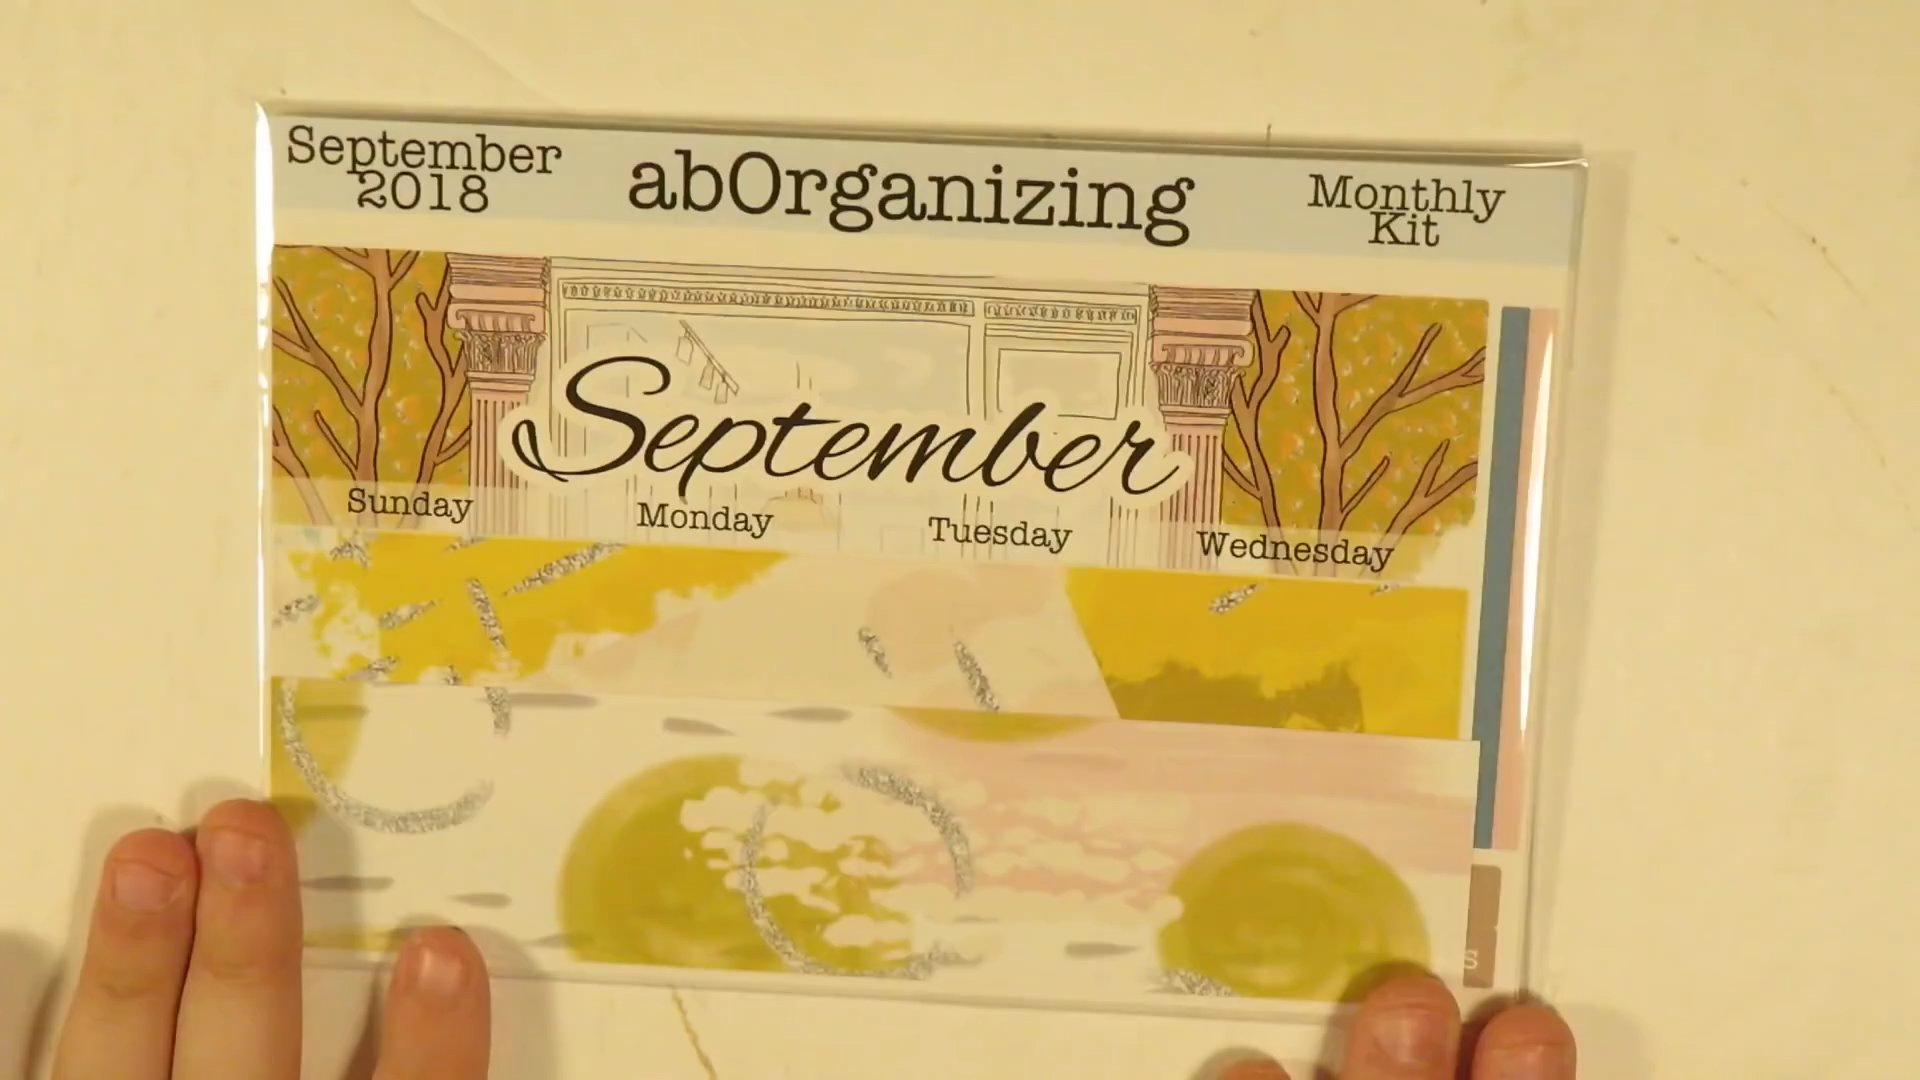 September
2018
abOrganizing
Monthly
Kit
September
Sunday
Monday
Tuesday
Wednesday